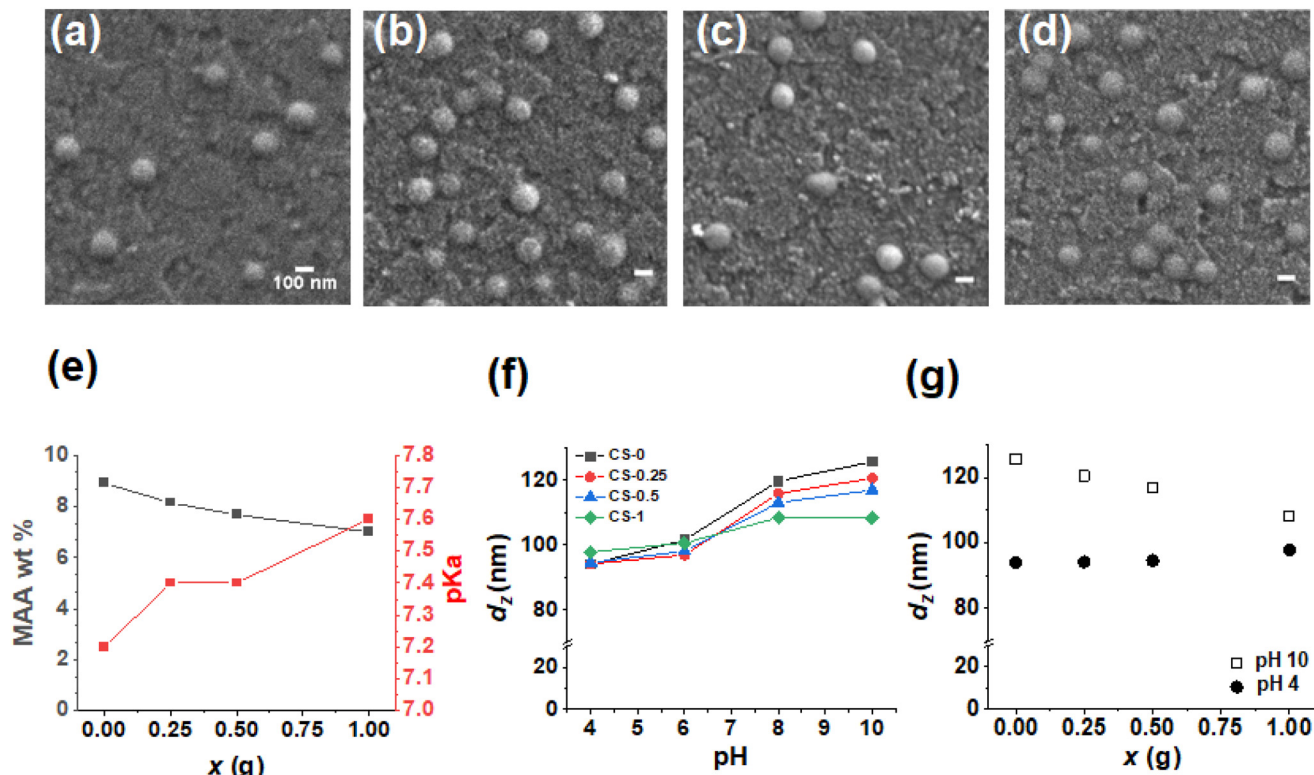 (a)
(b)
(c)
(d)
100 nm
(e)
(f)
(g)
10
8
6
4
2
0
MAA wt %
7.8
7.7
7.6
7.5
7.4
7.3
7.2
7.1
7.0
pKa
0.00 0.25 0.50 0.75 1.00
x (g)
CS-0
CS-0.25
CS-0.5
CS-1
120
100
80
20
0
dz (nm)
4 5 6 7 8 9 10
pH
120
100
80
20
0
dz (nm)
pH 10
pH 4
0.00 0.25 0.50 0.75 1.00
x (g)